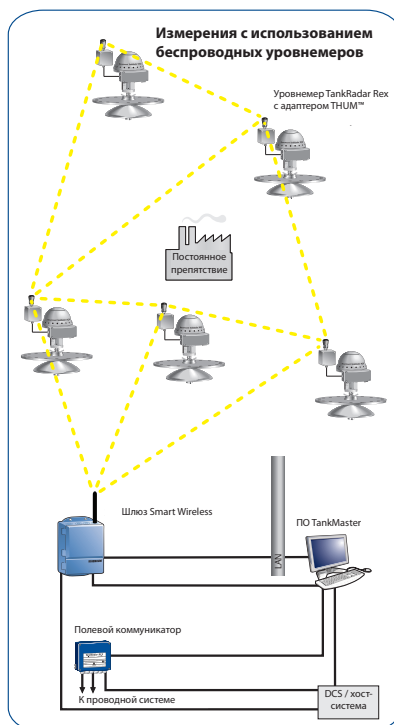 Измерения с использованием
беспроводных уровнемеров
Уровнемер TankRadar Rex
с адаптером THUM™
Постоянное
препятствие
Шлюз Smart Wireless
ПО TankMaster
LAN
Полевой коммуникатор
К проводной системе
DCS / хост-
система